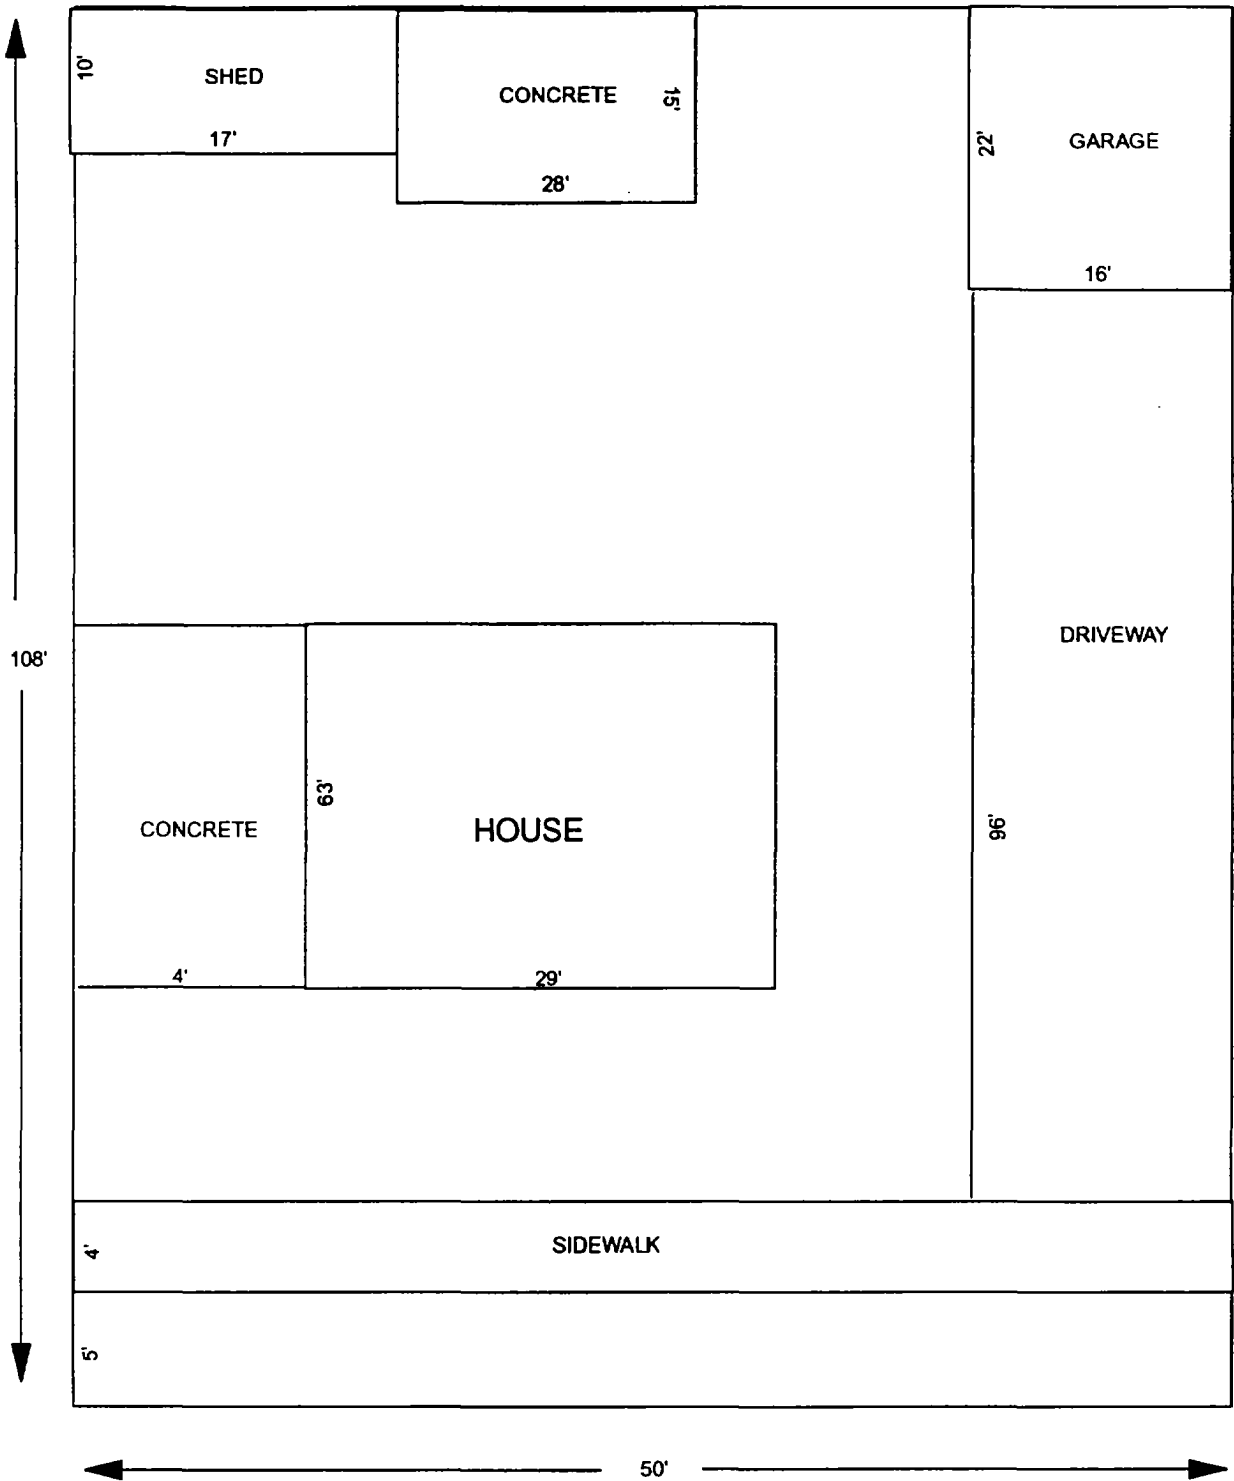 10'
SHED
17'
CONCRETE
15'
28'
22'
GARAGE
16'
108'
DRIVEWAY
63'
CONCRETE
HOUSE
96'
4'
29'
4'
SIDEWALK
5'
50'